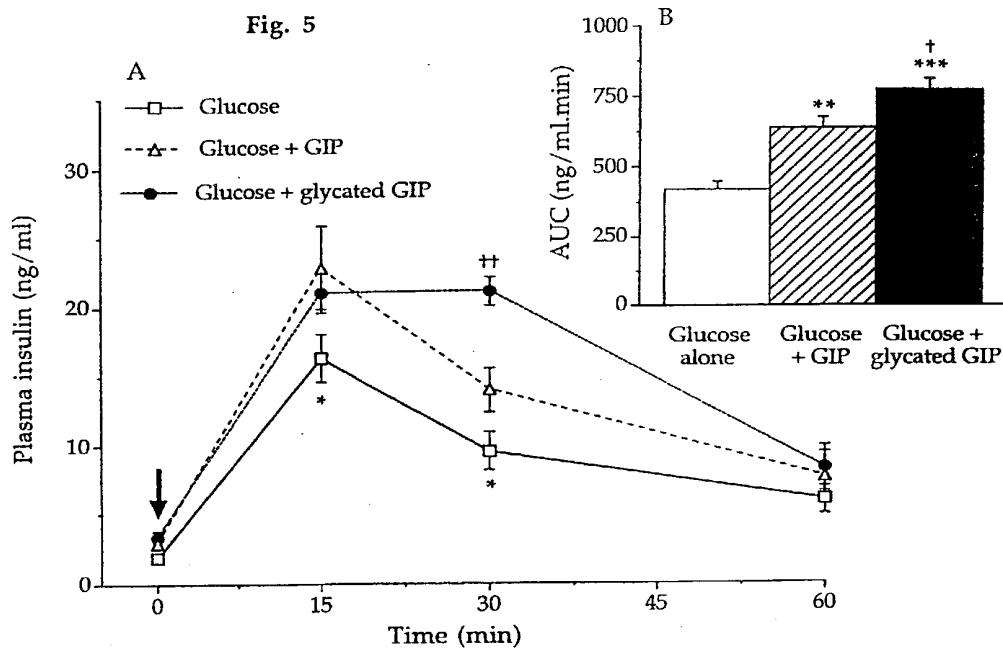 Fig. 5
A
Glucose
Glucose + GIP
Glucose + glycated GIP
Plasma insulin (ng/ml)
30
20
10
0
††
*
*
0 15 30 45 60
Time (min)
B
AUC (ng/ml.min)
1000
750
500
250
0
**
†
***
Glucose alone
Glucose + GIP
Glucose + glycated GIP